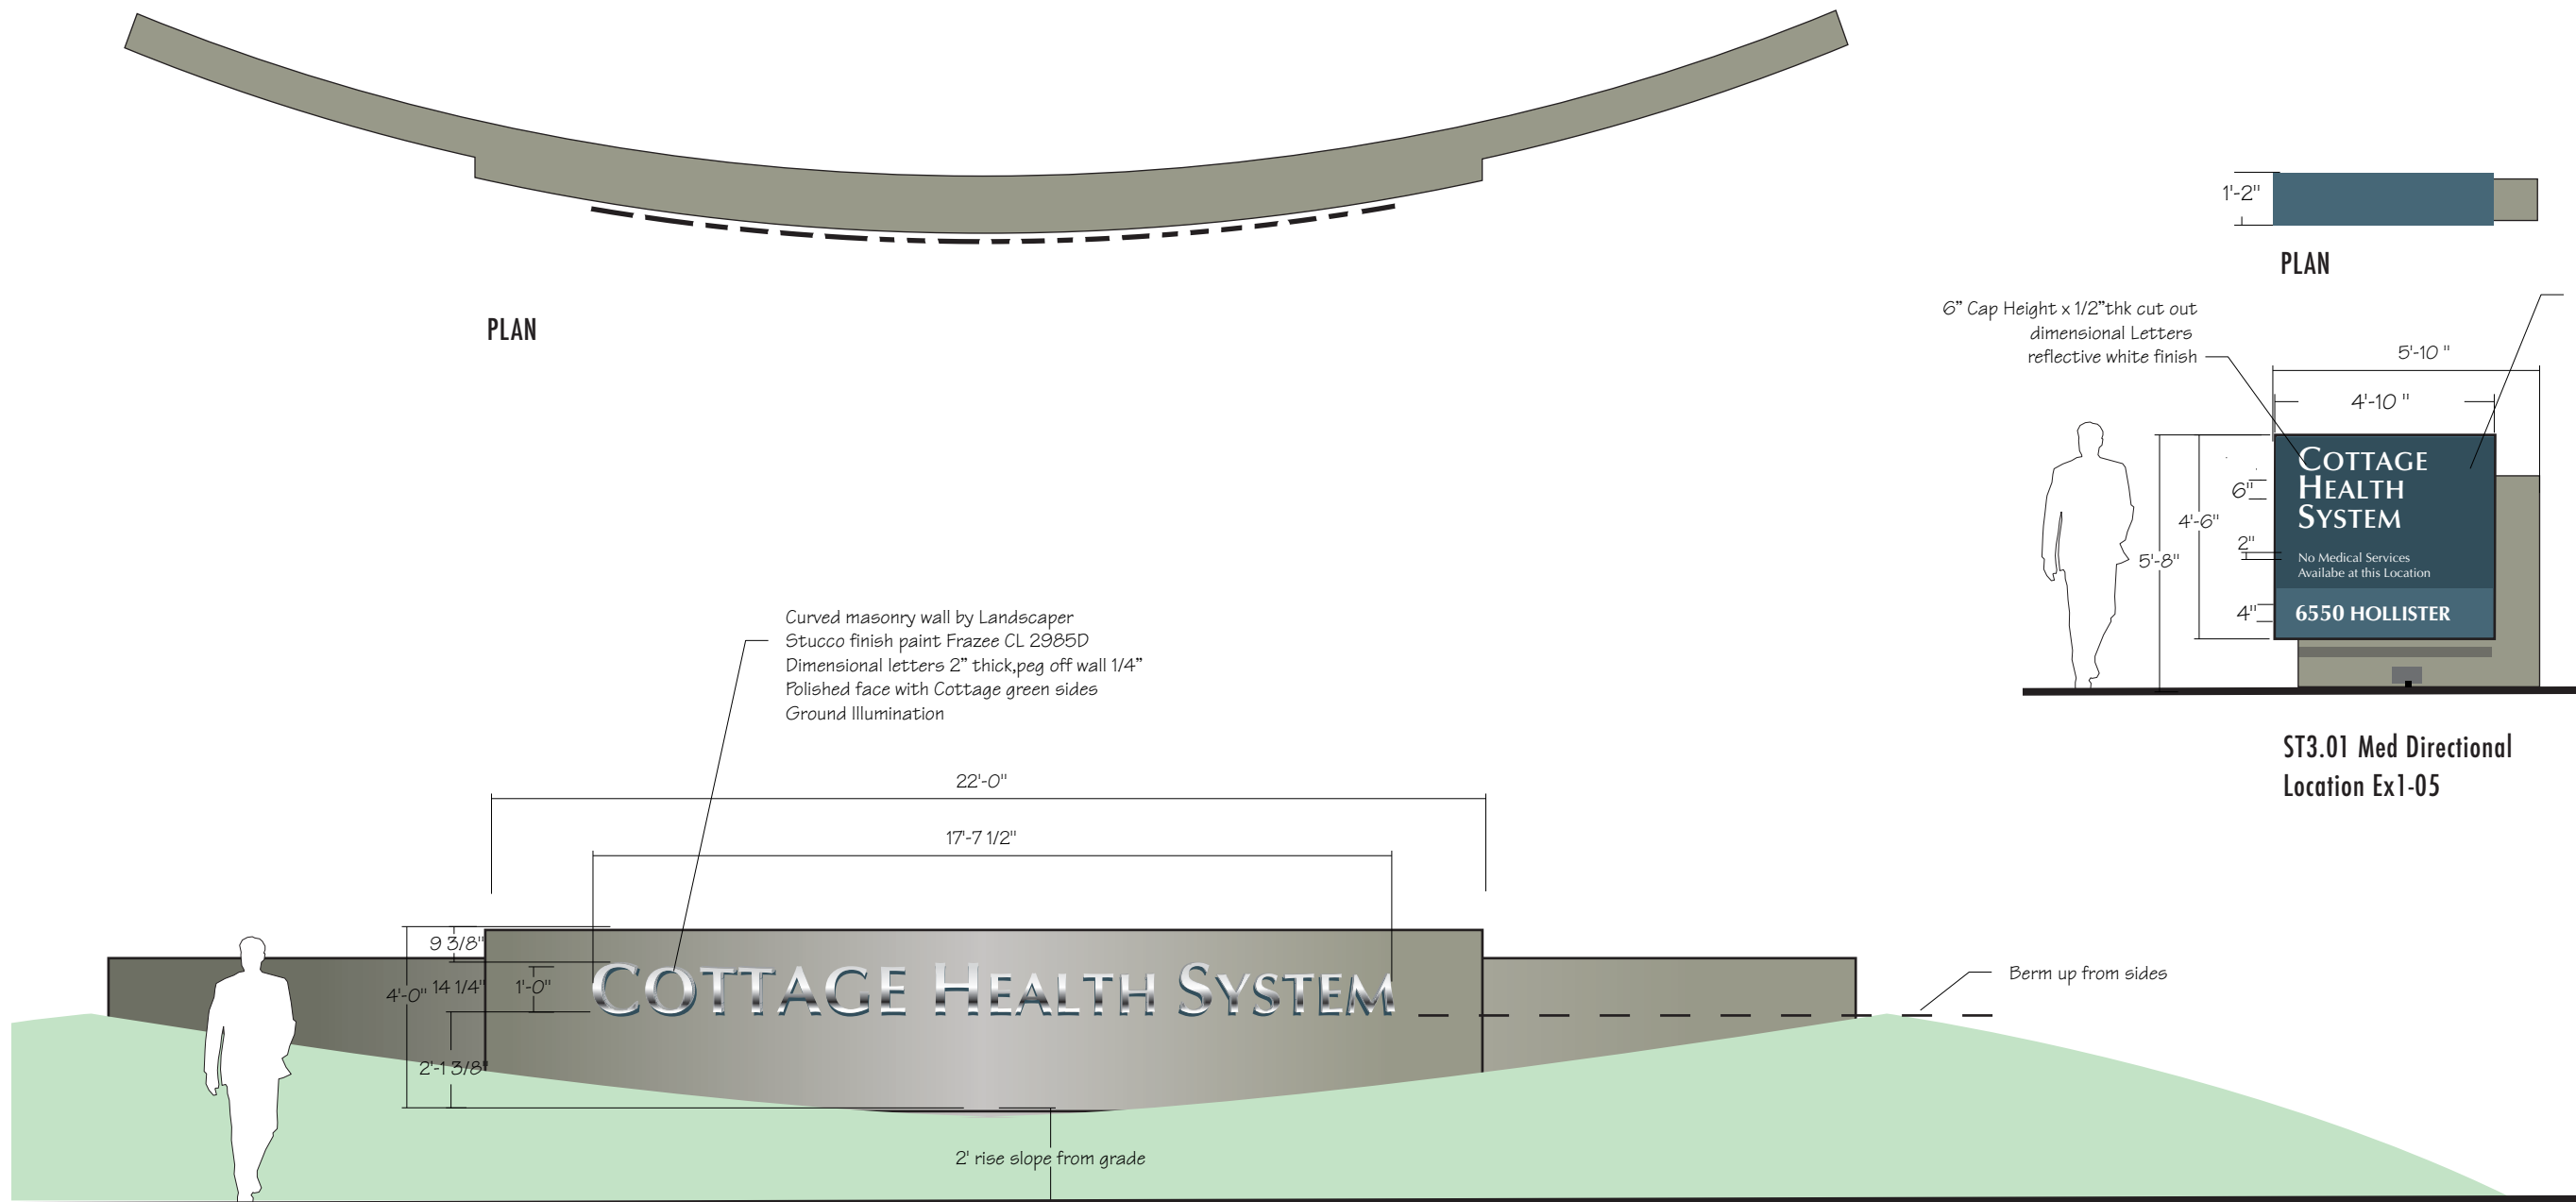 PLAN
1'-2"
PLAN
6” Cap Height x 1/2”thk cut out
dimensional Letters
reflective white finish
5'-10 "
4'-10 "
COTTAGE
HEALTH
SYSTEM
6"
4'-6"
2"
5'-8"
No Medical Services
Availabe at this Location
4"
6550 HOLLISTER
ST3.01 Med Directional
Location Ex1-05
Curved masonry wall by Landscaper
Stucco finish paint Frazee CL 2985D
Dimensional letters 2” thick,peg off wall 1/4”
Polished face with Cottage green sides
Ground Illumination
22'-0"
17'-7 1/2"
9 3/8"
4'-0"
14 1/4"
1'-0"
COTTAGE HEALTH SYSTEM
Berm up from sides
2'-1 3/8"
2' rise slope from grade